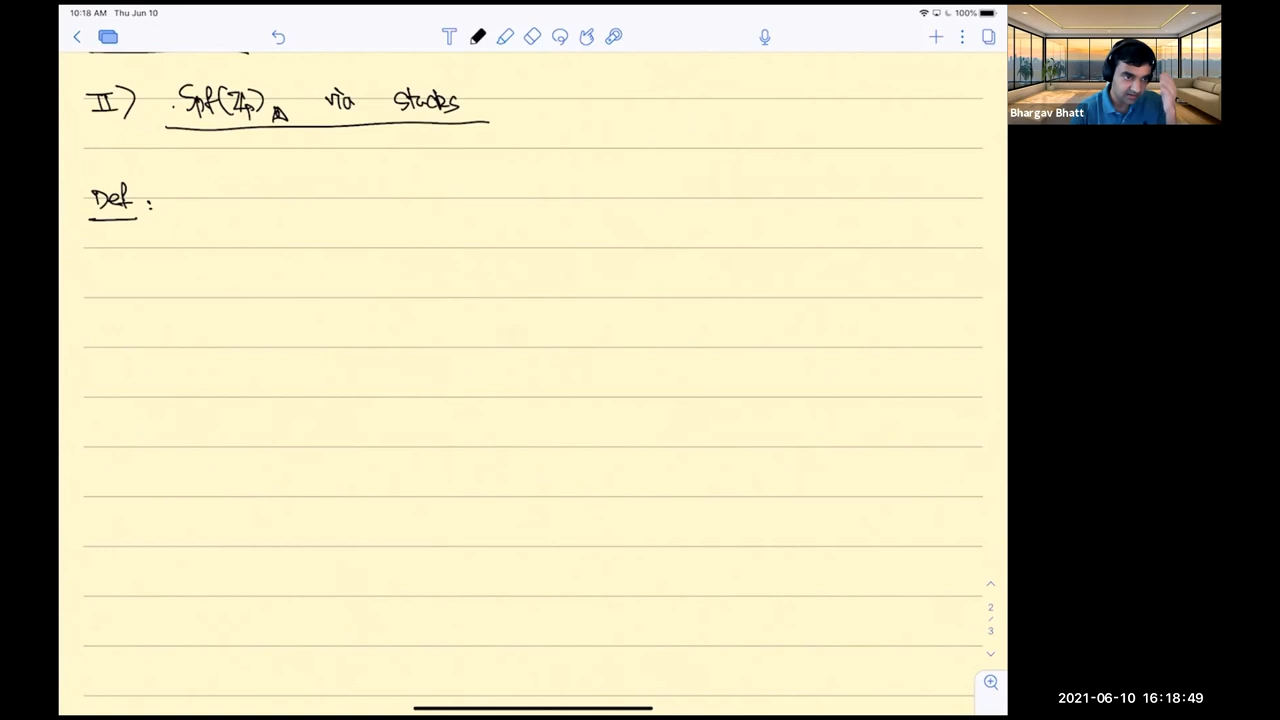 10:18 AM Thu Jun 10
100%
II) Spf(ℤp)_Δ via stacks
Def :
Bhargav Bhatt
2
/
3
2021-06-10 16:18:49